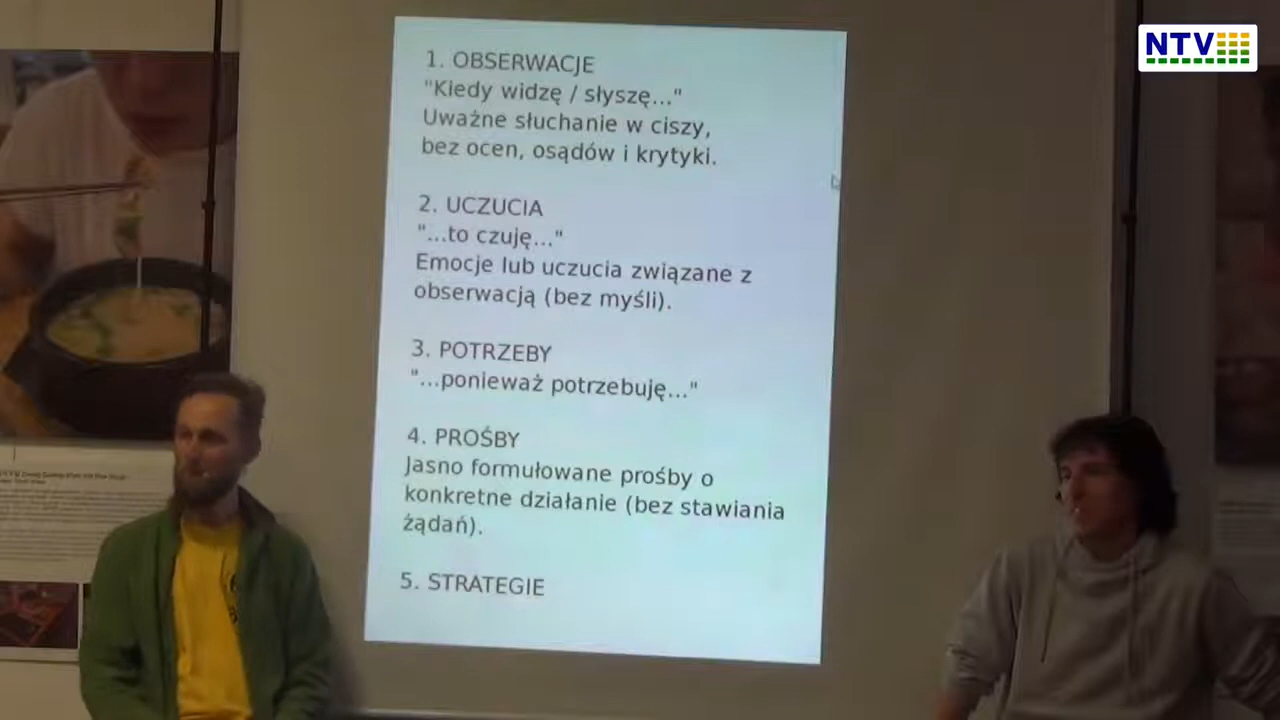 NTV
1. OBSERWACJE
"Kiedy widzę / słyszę..."
Uważne słuchanie w ciszy,
bez ocen, osądów i krytyki.
2. UCZUCIA
"...to czuję..."
Emocje lub uczucia związane z
obserwacją (bez myśli).
3. POTRZEBY
"...ponieważ potrzebuję..."
4. PROŚBY
Jasno formułowane prośby o
konkretne działanie (bez stawiania
żądań).
5. STRATEGIE